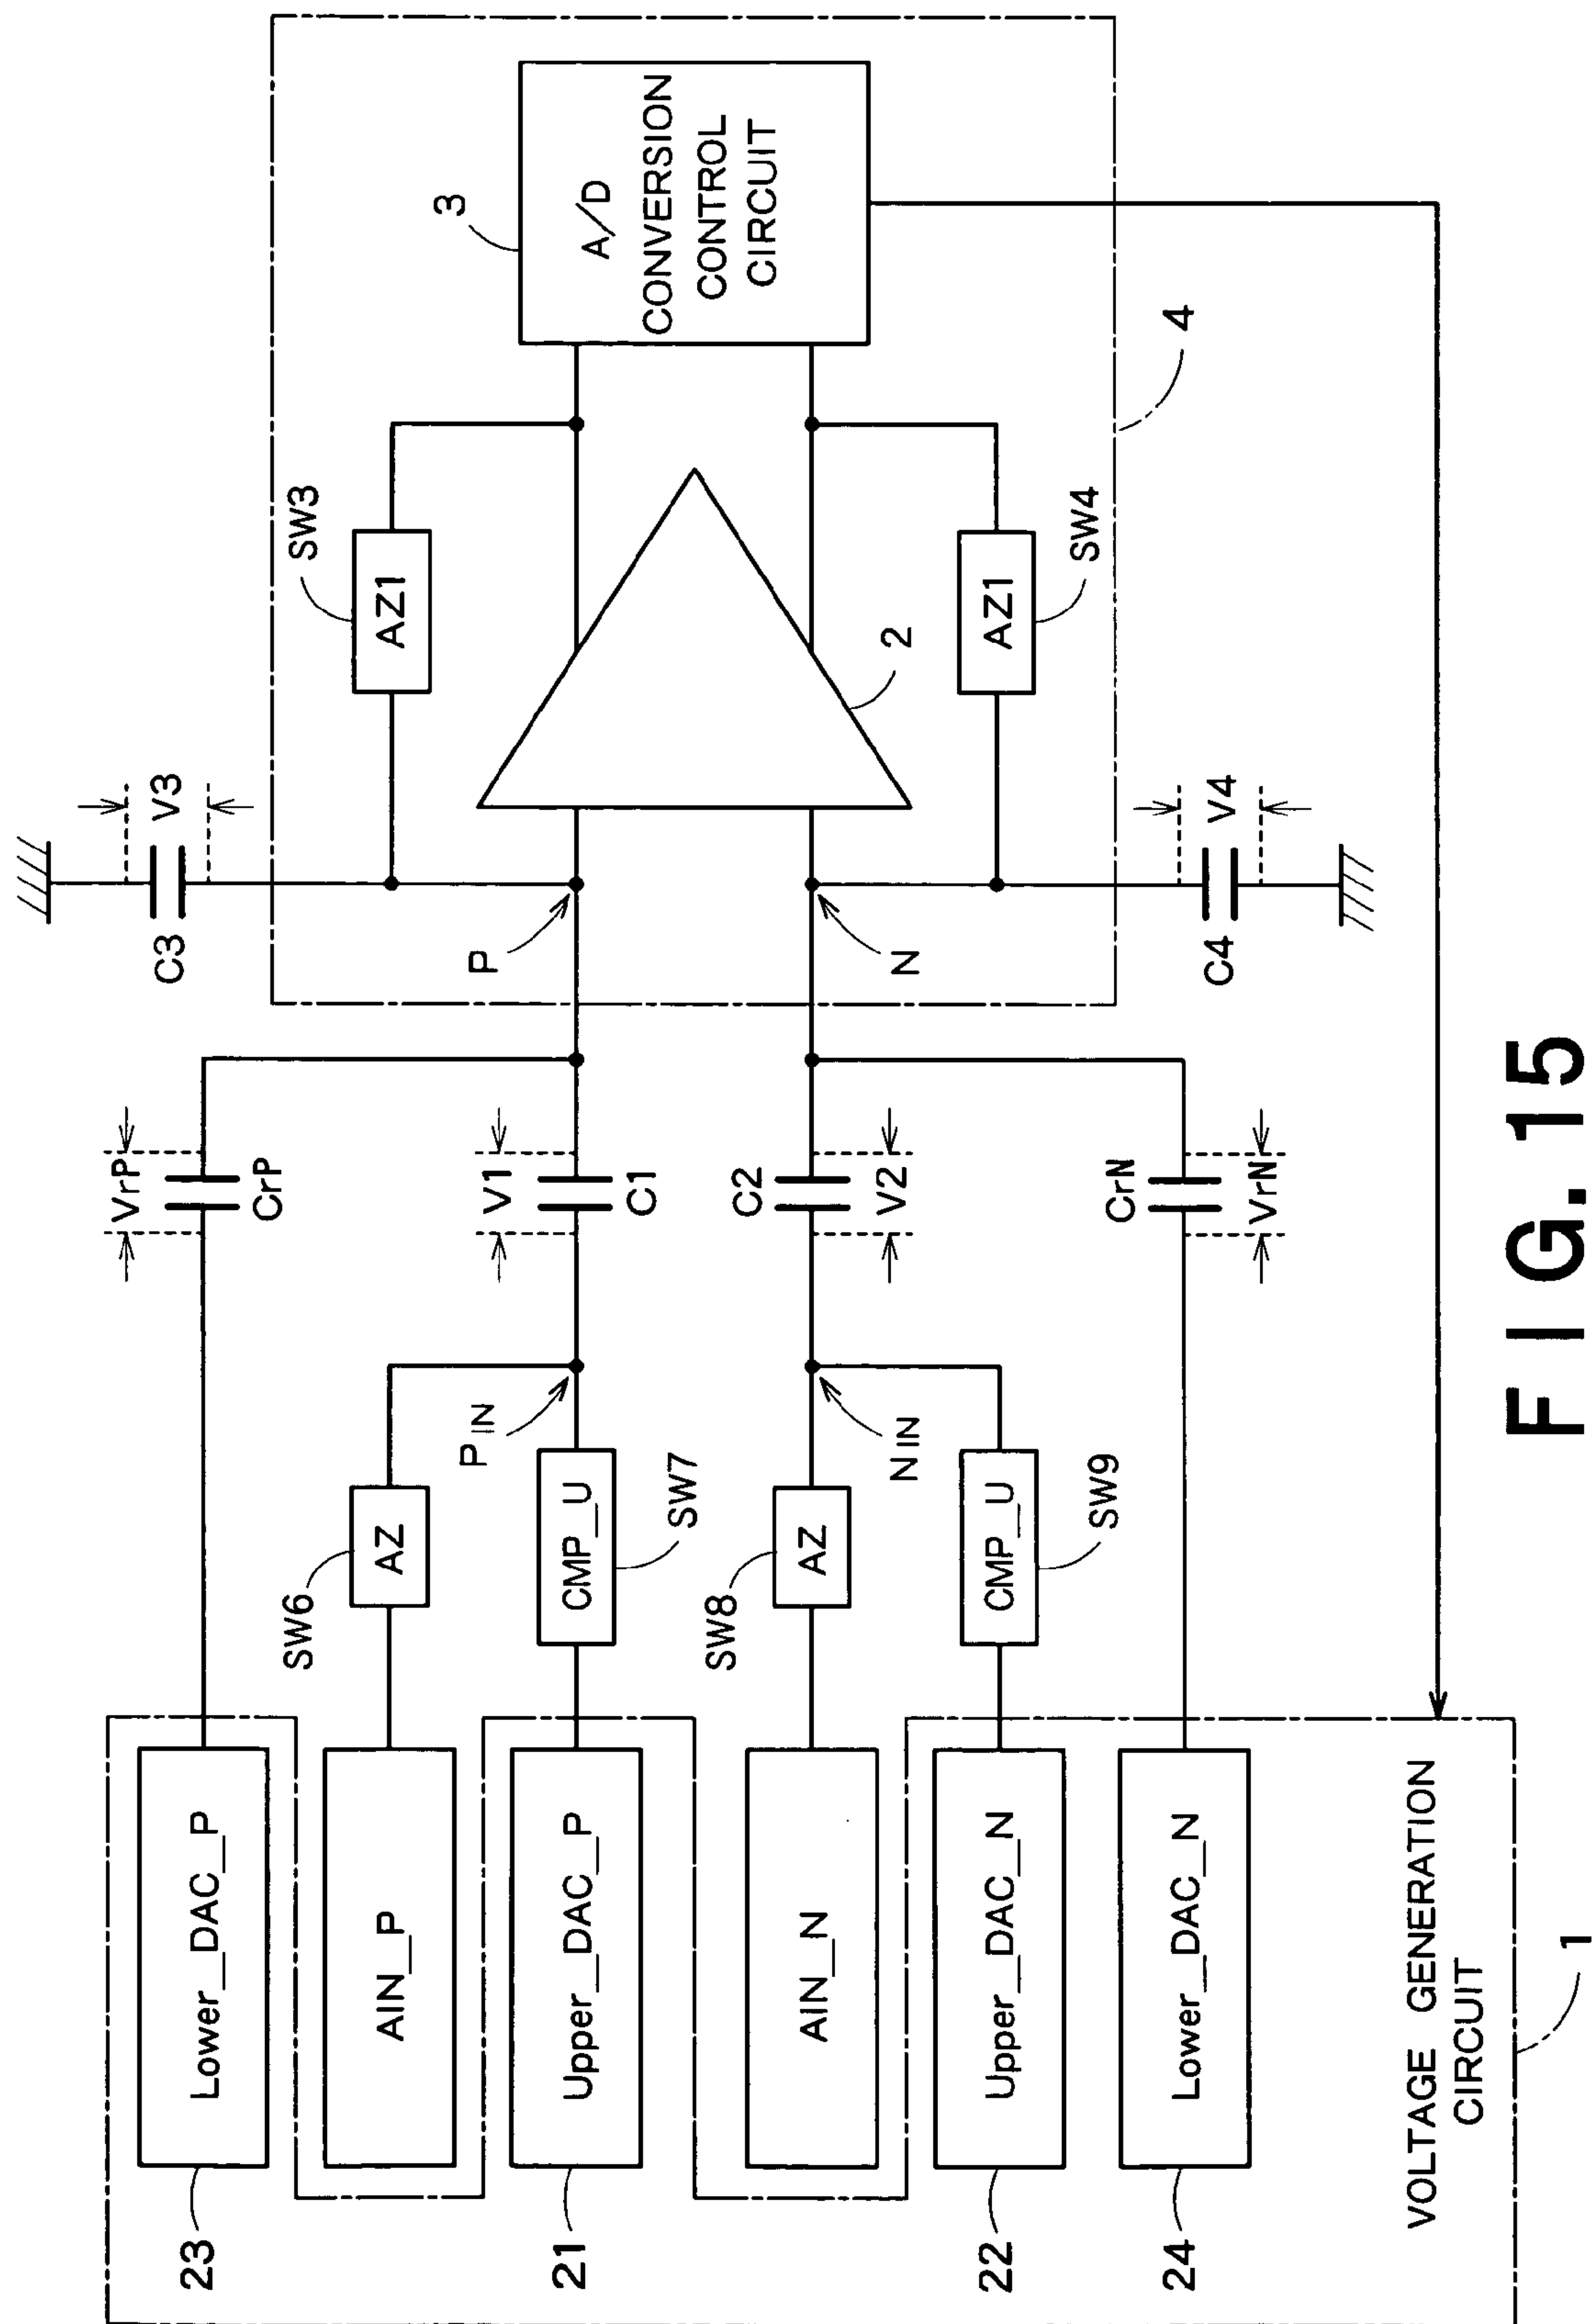 23
Lower_DAC_P
VrP
CrP
C3
V3
AIN_P
SW6
AZ
SW3
AZ1
3
A/D
CONVERSION
CONTROL
CIRCUIT
PIN
V1
P
21
Upper_DAC_P
CMP_U
SW7
C1
SW8
AZ
C2
AIN_N
NIN
V2
N
2
22
Upper_DAC_N
CMP_U
SW9
AZ1
SW4
CrN
VrN
24
Lower_DAC_N
C4
V4
4
VOLTAGE GENERATION
CIRCUIT
1
FIG. 15